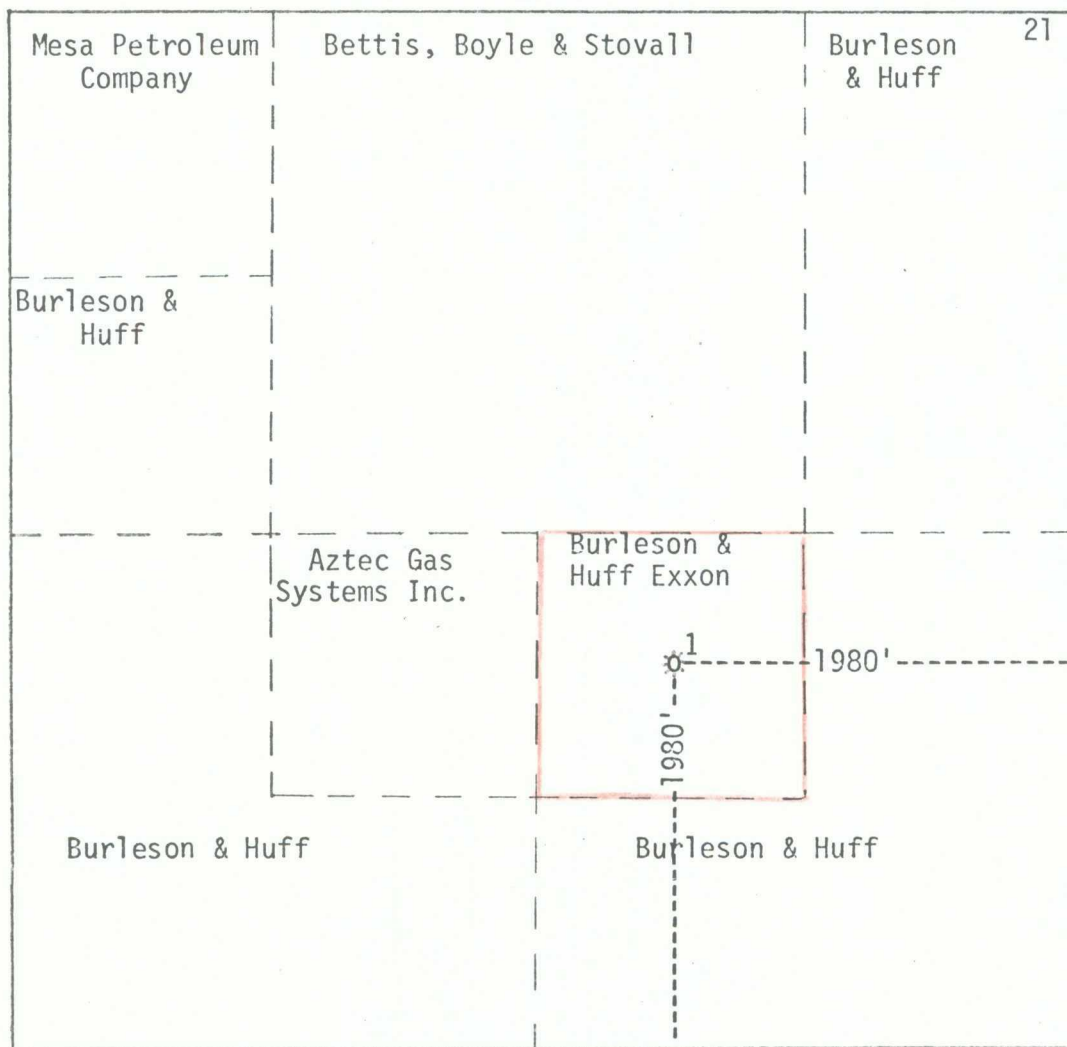 Mesa Petroleum
Company
Bettis, Boyle & Stovall
Burleson
& Huff
21
Burleson &
Huff
Aztec Gas
Systems Inc.
Burleson &
Huff Exxon
1
1980'
1980'
Burleson & Huff
Burleson & Huff